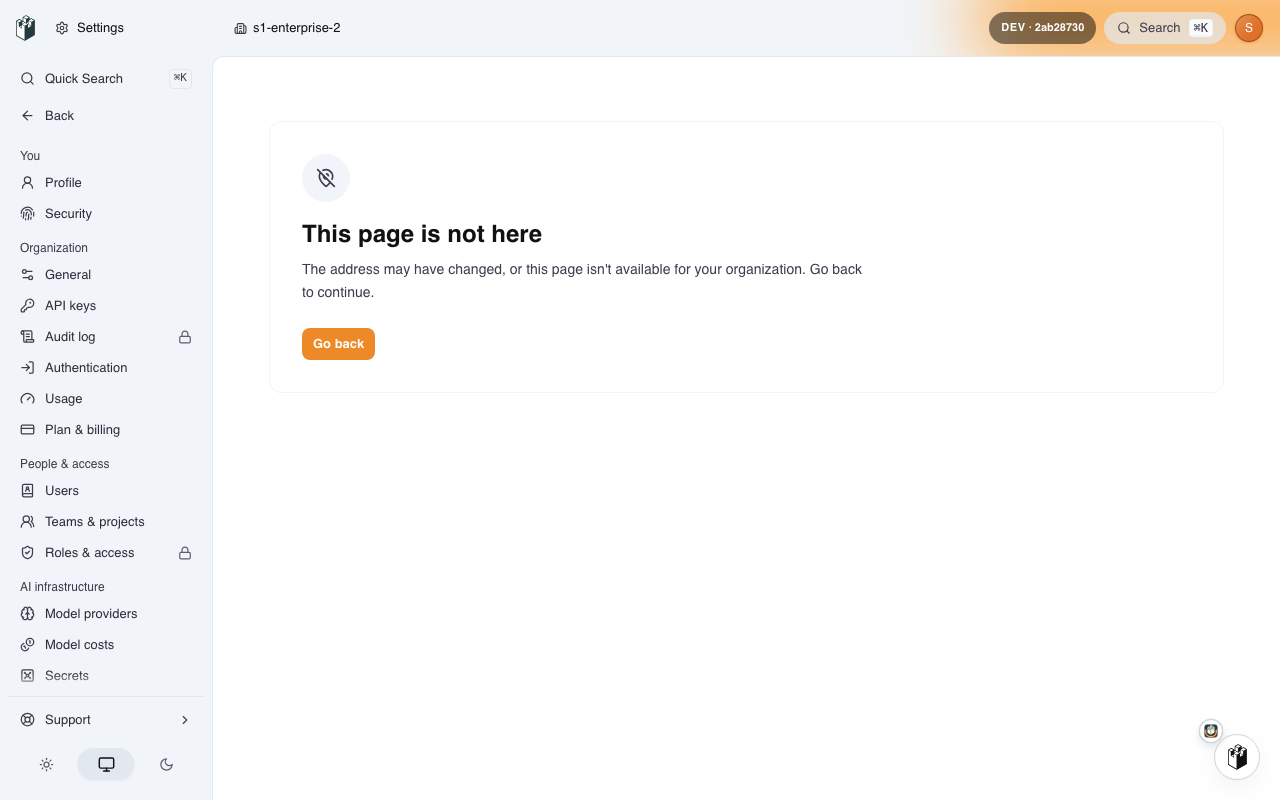 Settings
s1-enterprise-2
DEV · 2ab28730
Search ⌘K
S
Quick Search ⌘K
Back
You
Profile
Security
Organization
General
API keys
Audit log
Authentication
Usage
Plan & billing
People & access
Users
Teams & projects
Roles & access
AI infrastructure
Model providers
Model costs
Secrets
Support
This page is not here
The address may have changed, or this page isn't available for your organization. Go back
to continue.
Go back